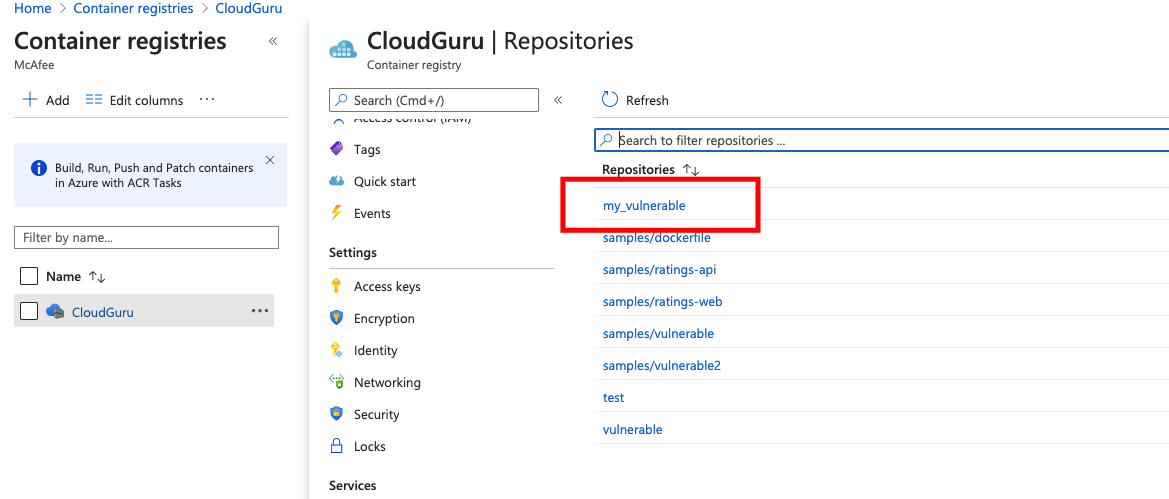 Home > Container registries > CloudGuru
Container registries
«
McAfee
Add
Edit columns
···
Build, Run, Push and Patch containers
in Azure with ACR Tasks
Filter by name...
Name
CloudGuru
···
CloudGuru | Repositories
Container registry
Search (Cmd+/)
«
Access control (IAM)
Tags
Quick start
Events
Settings
Access keys
Encryption
Identity
Networking
Security
Locks
Services
Refresh
Search to filter repositories ...
Repositories
my_vulnerable
samples/dockerfile
samples/ratings-api
samples/ratings-web
samples/vulnerable
samples/vulnerable2
test
vulnerable